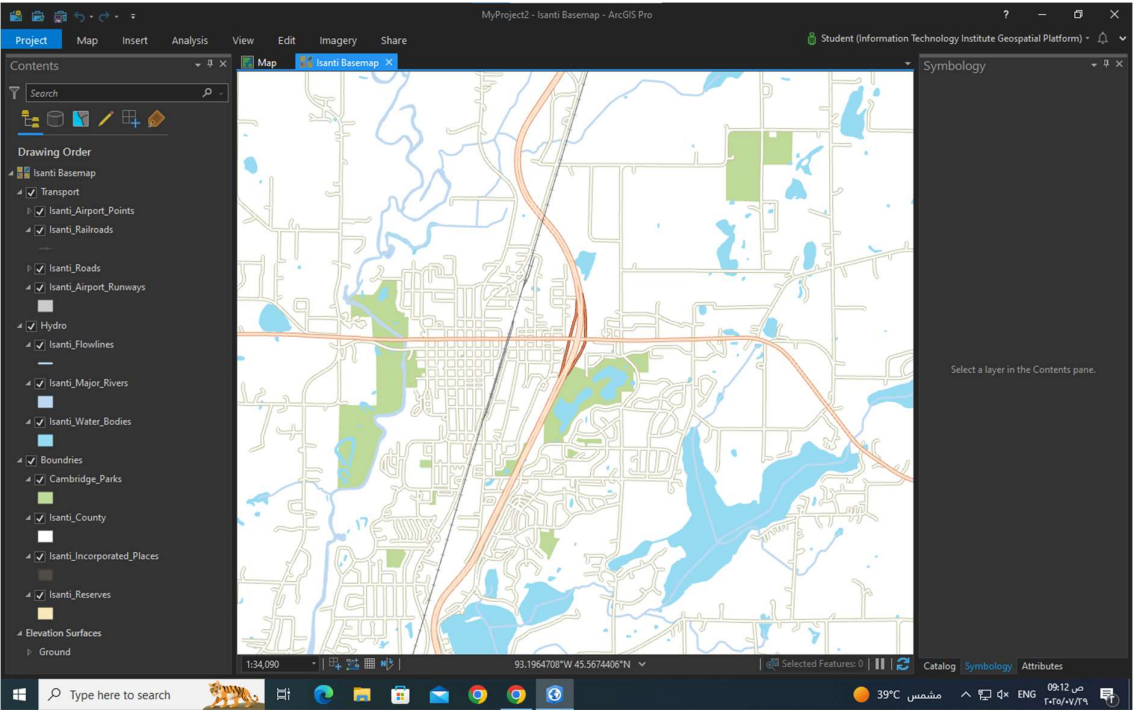 MyProject2 - Isanti Basemap - ArcGIS Pro
?
Project Map Insert Analysis View Edit Imagery Share
Student (Information Technology Institute Geospatial Platform)
Contents
Map
Isanti Basemap
Symbology
Search
Drawing Order
Isanti Basemap
Transport
Isanti_Airport_Points
Isanti_Railroads
Isanti_Roads
Isanti_Airport_Runways
Hydro
Isanti_Flowlines
Isanti_Major_Rivers
Isanti_Water_Bodies
Boundries
Cambridge_Parks
Isanti_County
Isanti_Incorporated_Places
Isanti_Reserves
Elevation Surfaces
Ground
Select a layer in the Contents pane.
1:34,090
93.1964708°W 45.5674406°N
Selected Features: 0
Catalog Symbology Attributes
Type here to search
39°C مشمس
ENG
09:12 ص
٢٠٢٥/٠٧/٢٩